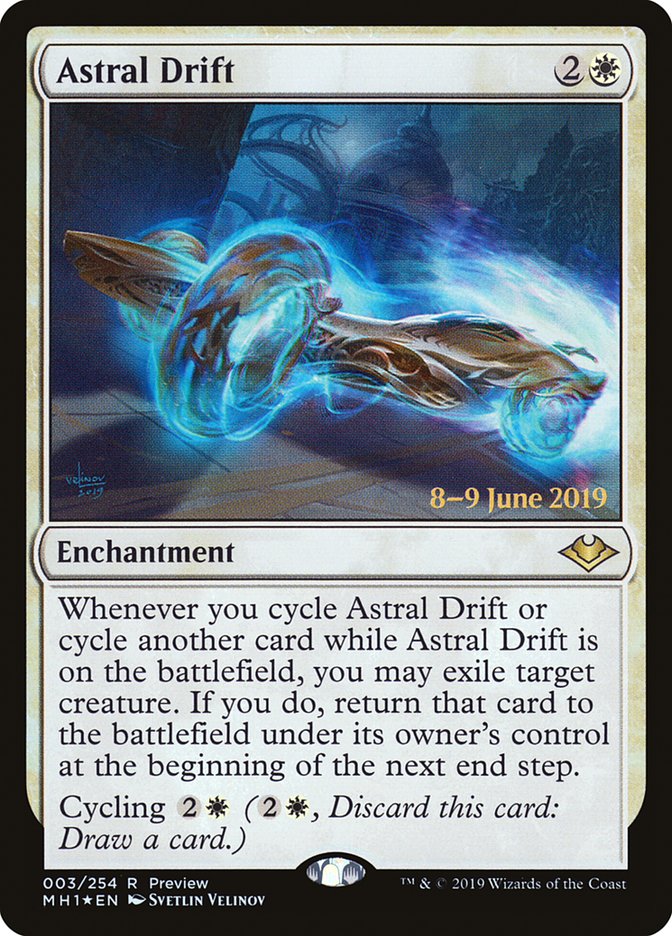 Astral Drift 2
velinov
2019
8–9 June 2019
Enchantment
Whenever you cycle Astral Drift or
cycle another card while Astral Drift is
on the battlefield, you may exile target
creature. If you do, return that card to
the battlefield under its owner's control
at the beginning of the next end step.
Cycling 2 (2, Discard this card:
Draw a card.)
003/254 R Preview
MH1★EN Svetlin Velinov
™ & © 2019 Wizards of the Coast